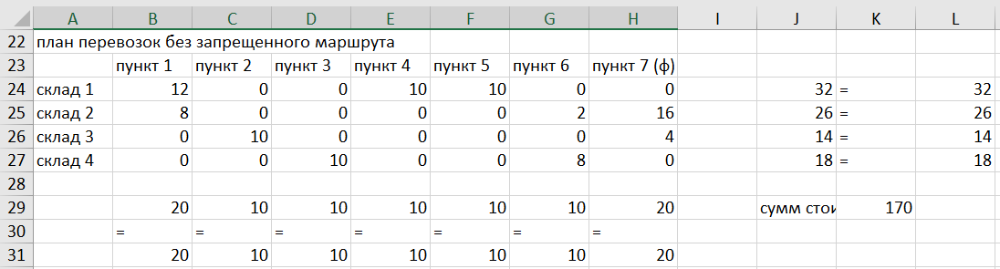 A B C D E F G H I J K L
22 план перевозок без запрещенного маршрута
23 пункт 1 пункт 2 пункт 3 пункт 4 пункт 5 пункт 6 пункт 7 (ф)
24 склад 1 12 0 0 10 10 0 0 32 = 32
25 склад 2 8 0 0 0 0 2 16 26 = 26
26 склад 3 0 10 0 0 0 0 4 14 = 14
27 склад 4 0 0 10 0 0 8 0 18 = 18
28
29 20 10 10 10 10 10 20 сумм стои 170
30 = = = = = = =
31 20 10 10 10 10 10 20